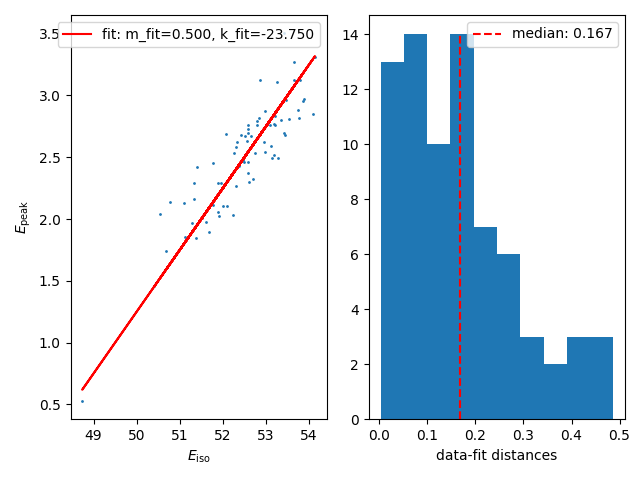 fit: m_fit=0.500, k_fit=-23.750
median: 0.167
3.5
3.0
2.5
2.0
1.5
1.0
0.5
E_peak
49 50 51 52 53 54
E_iso
14
12
10
8
6
4
2
0
0.0 0.1 0.2 0.3 0.4 0.5
data-fit distances